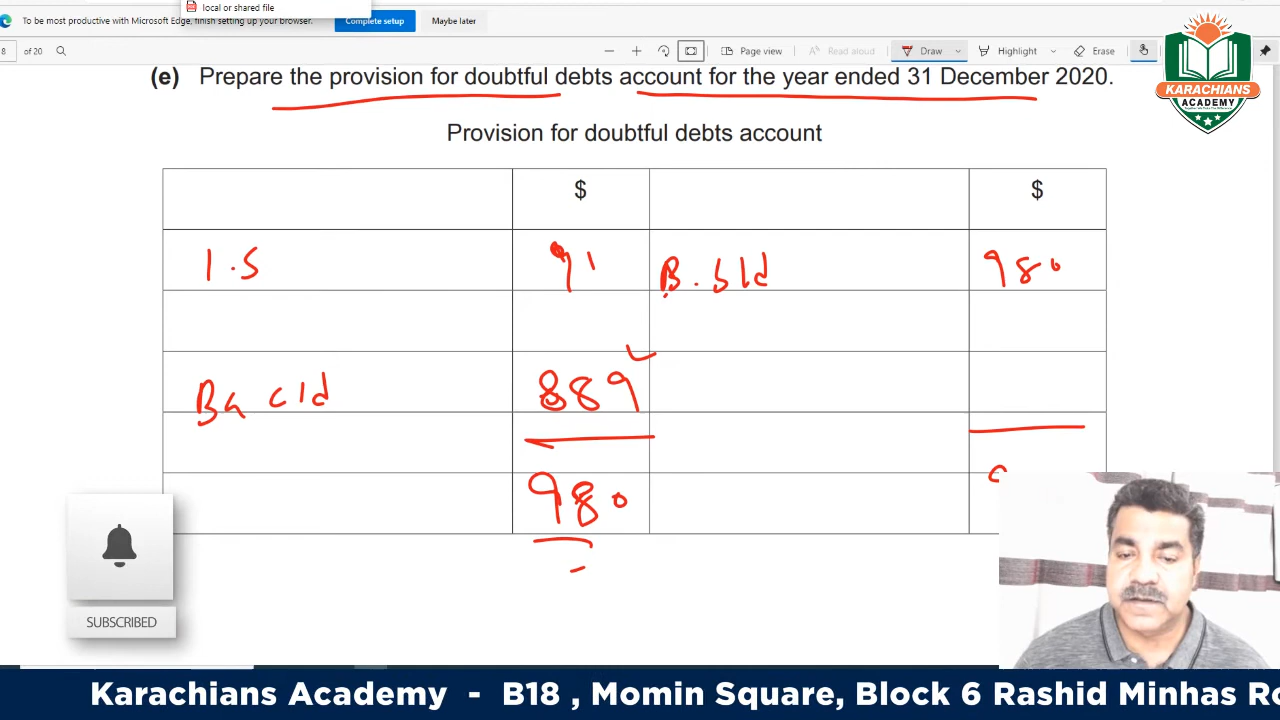 local or shared file
To be most productive with Microsoft Edge, finish setting up your browser.
Complete setup
Maybe later
8 of 20
Page view
Read aloud
Draw
Highlight
Erase
KARACHIANS
ACADEMY
(e) Prepare the provision for doubtful debts account for the year ended 31 December 2020.
Provision for doubtful debts account
$ $
I.S 91 B. b/d 980
Ba c/d 889
980
SUBSCRIBED
Karachians Academy - B18 , Momin Square, Block 6 Rashid Minhas Ro